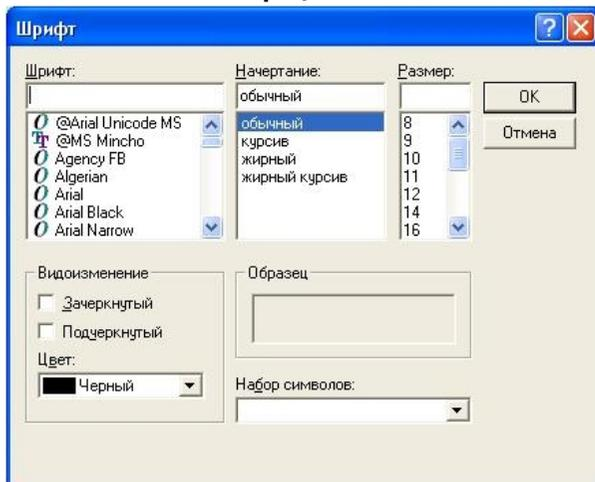 Шрифт
Шрифт:
Начертание:
Размер:
обычный
OK
@Arial Unicode MS
@MS Mincho
Agency FB
Algerian
Arial
Arial Black
Arial Narrow
обычный
курсив
жирный
жирный курсив
8
9
10
11
12
14
16
Отмена
Видоизменение
Зачеркнутый
Подчеркнутый
Цвет:
Черный
Образец
Набор символов: